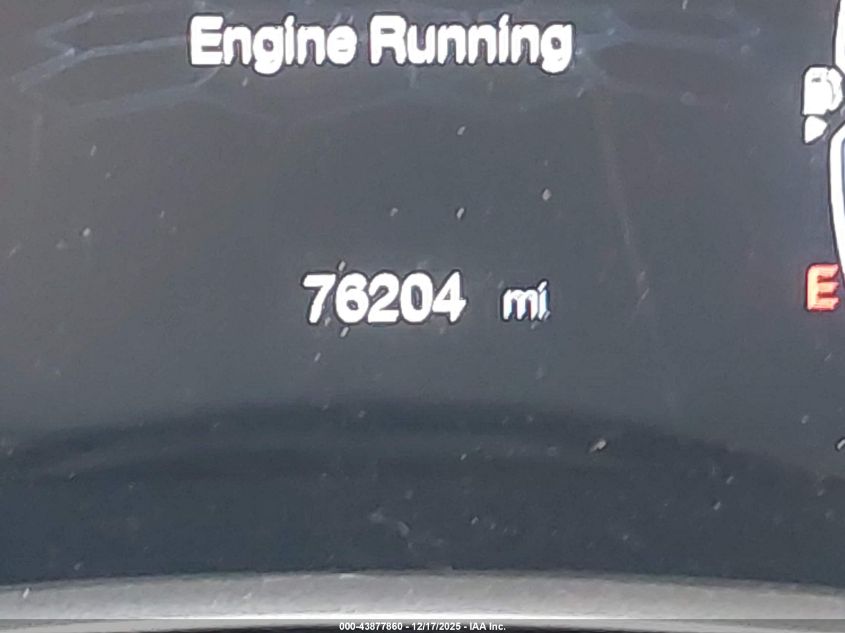 Engine Running
76204 mi
E
000-43877860 - 12/17/2025 - IAA Inc.